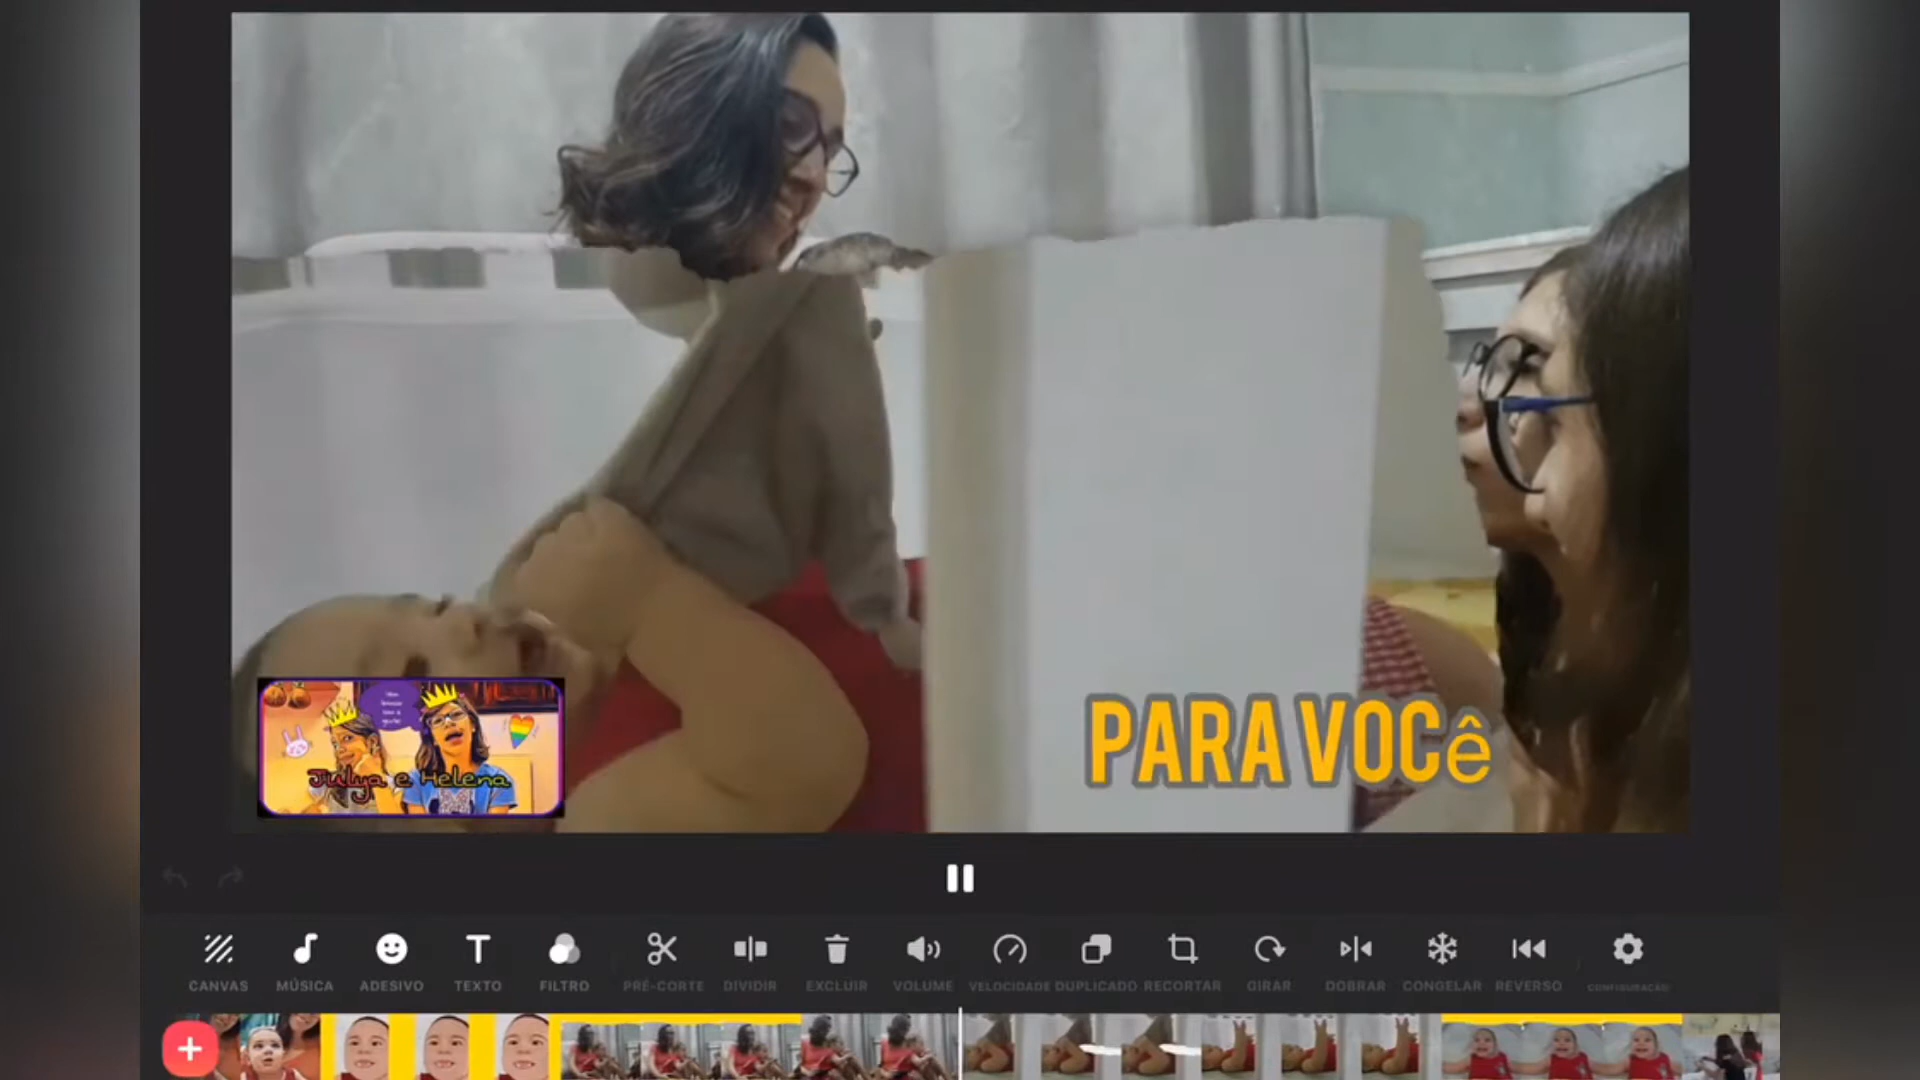 Julya e Helena
PARA VOCÊ
CANVAS
MÚSICA
ADESIVO
TEXTO
FILTRO
PRÉ-CORTE
DIVIDIR
EXCLUIR
VOLUME
VELOCIDADE
DUPLICADO
RECORTAR
GIRAR
DOBRAR
CONGELAR
REVERSO
CONFIGURAÇÃO